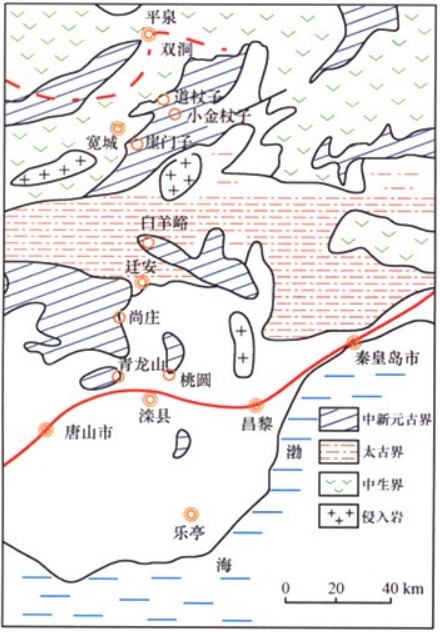 平泉
双洞
道杖子
小金杖子
宽城
崖门子
白羊峪
迁安
尚庄
青龙山
桃圆
滦县
唐山市
昌黎
秦皇岛市
乐亭
渤
海
中新元古界
太古界
中生界
侵入岩
0 20 40 km